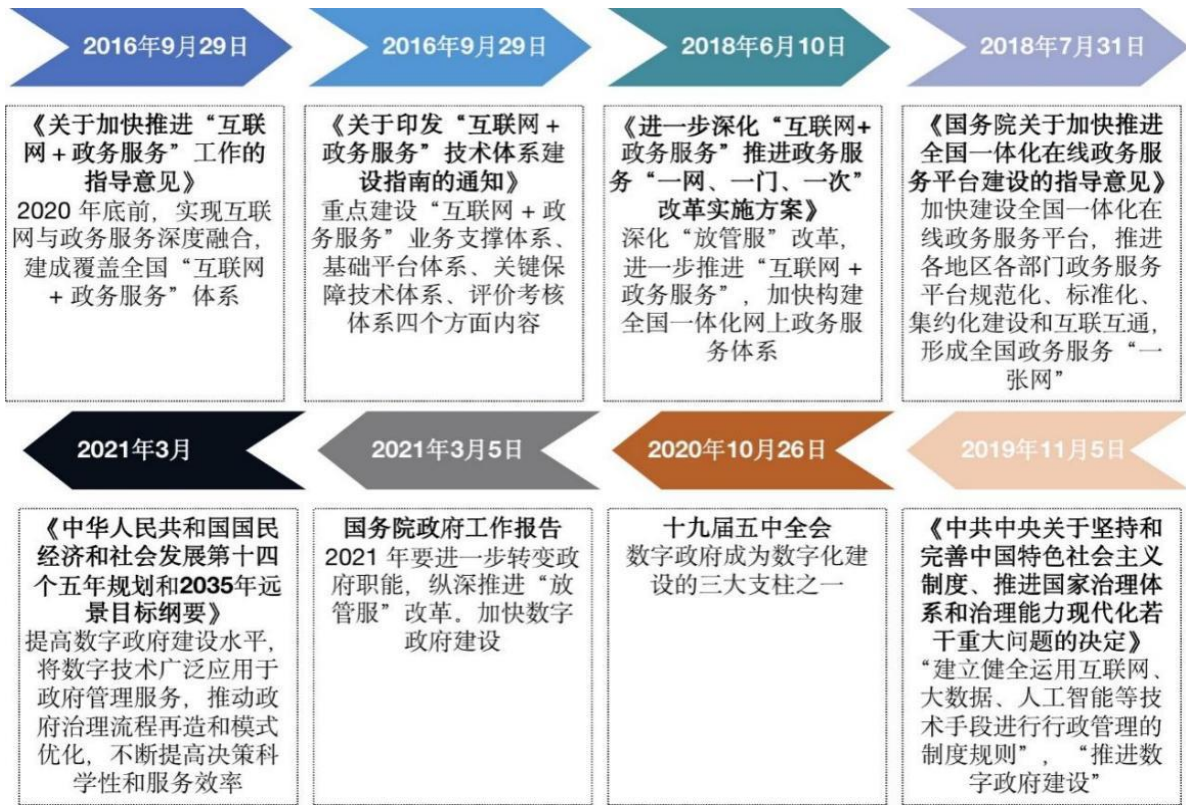 2016年9月29日
2016年9月29日
2018年6月10日
2018年7月31日
《关于加快推进“互联
网+政务服务”工作的
指导意见》
2020 年底前，实现互联
网与政务服务深度融合，
建成覆盖全国“互联网
+政务服务”体系
《关于印发“互联网+
政务服务”技术体系建
设指南的通知》
重点建设“互联网+政
务服务”业务支撑体系、
基础平台体系、关键保
障技术体系、评价考核
体系四个方面内容
《进一步深化“互联网+
政务服务”推进政务服
务“一网、一门、一次”
改革实施方案》
深化“放管服”改革，
进一步推进“互联网+
政务服务”，加快构建
全国一体化网上政务服
务体系
《国务院关于加快推进
全国一体化在线政务服
务平台建设的指导意见》
加快建设全国一体化在
线政务服务平台，推进
各地区各部门政务服务
平台规范化、标准化、
集约化建设和互联互通，
形成全国政务服务“一
张网”
2021年3月
2021年3月5日
2020年10月26日
2019年11月5日
《中华人民共和国国民
经济和社会发展第十四
个五年规划和2035年远
景目标纲要》
提高数字政府建设水平，
将数字技术广泛应用于
政府管理服务，推动政
府治理流程再造和模式
优化，不断提高决策科
学性和服务效率
国务院政府工作报告
2021 年要进一步转变政
府职能，纵深推进“放
管服”改革。加快数字
政府建设
十九届五中全会
数字政府成为数字化建
设的三大支柱之一
《中共中央关于坚持和
完善中国特色社会主义
制度、推进国家治理体
系和治理能力现代化若
干重大问题的决定》
“建立健全运用互联网、
大数据、人工智能等技
术手段进行行政管理的
制度规则”，“推进数
字政府建设”